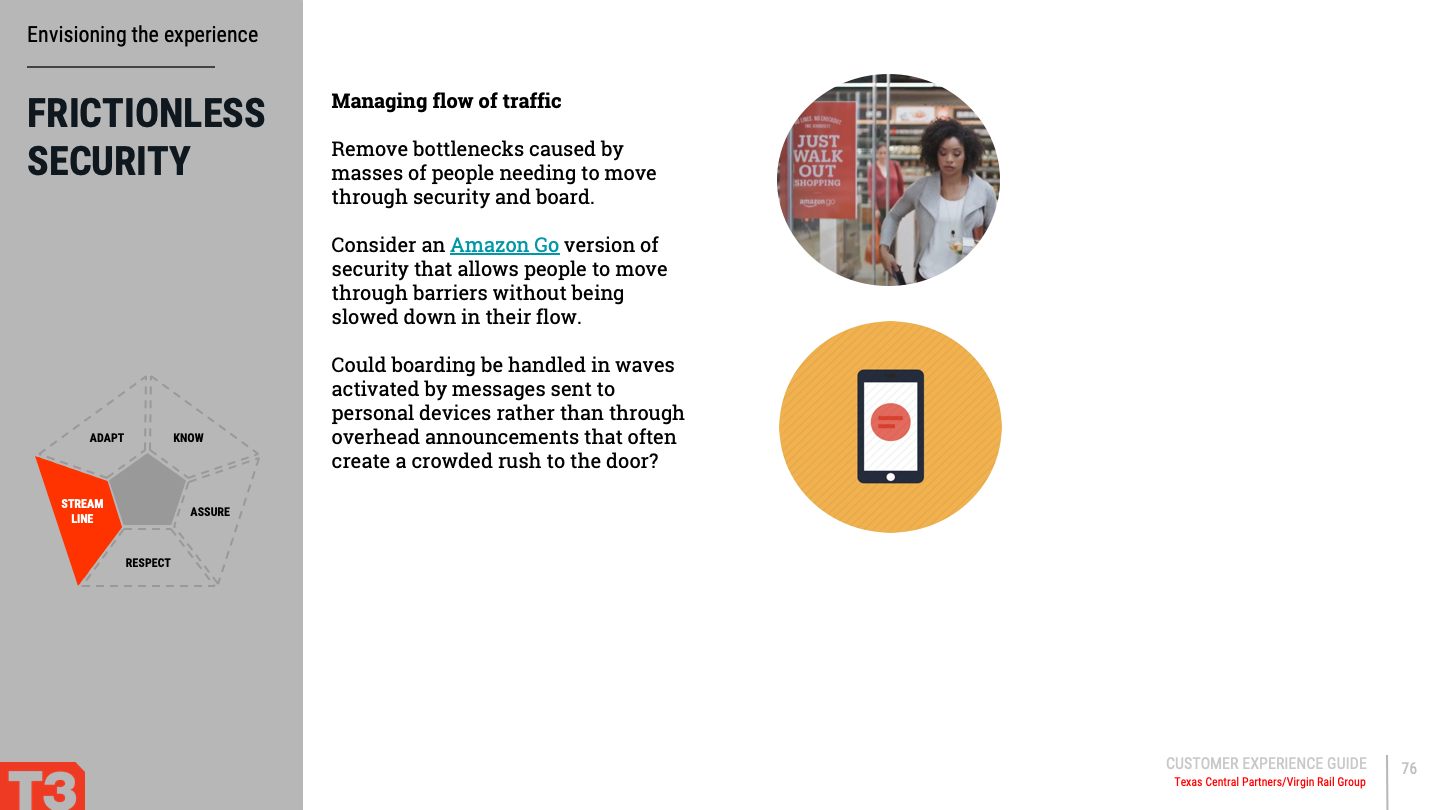 Envisioning the experience
FRICTIONLESS
SECURITY
ADAPT
KNOW
STREAM
LINE
ASSURE
RESPECT
T3
Managing flow of traffic
Remove bottlenecks caused by
masses of people needing to move
through security and board.
Consider an Amazon Go version of
security that allows people to move
through barriers without being
slowed down in their flow.
Could boarding be handled in waves
activated by messages sent to
personal devices rather than through
overhead announcements that often
create a crowded rush to the door?
JUST
WALK
OUT
SHOPPING
amazon go
CUSTOMER EXPERIENCE GUIDE
Texas Central Partners/Virgin Rail Group
76